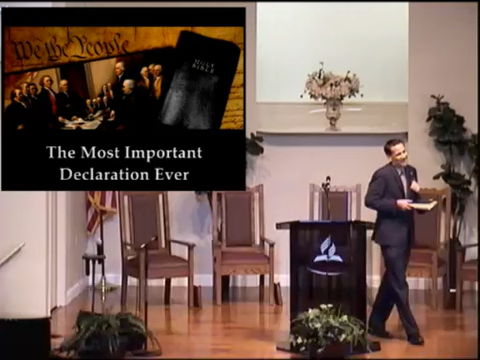 We the People
HOLY
BIBLE
The Most Important
Declaration Ever